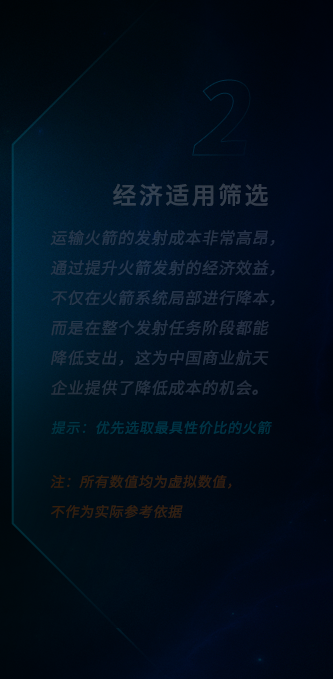 2
经济适用筛选
运输火箭的发射成本非常高昂，
通过提升火箭发射的经济效益，
不仅在火箭系统局部进行降本，
而是在整个发射任务阶段都能
降低支出，这为中国商业航天
企业提供了降低成本的机会。
提示：优先选取最具性价比的火箭
注：所有数值均为虚拟数值，
不作为实际参考依据